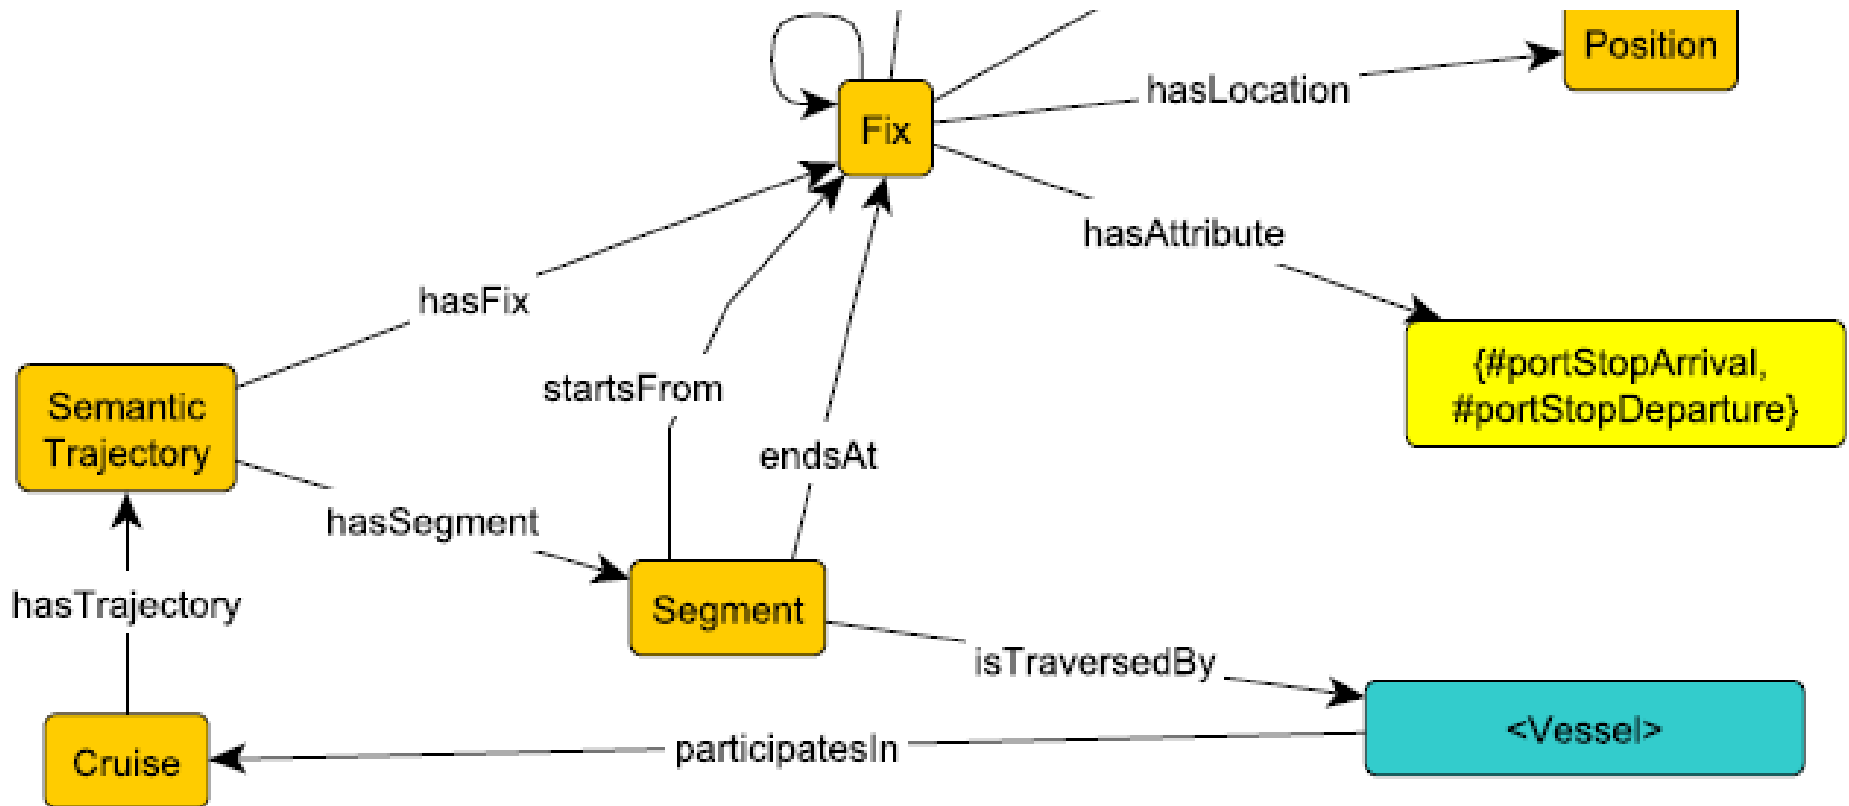 Position
hasLocation
Fix
hasAttribute
hasFix
{#portStopArrival,
#portStopDeparture}
startsFrom
Semantic
Trajectory
endsAt
hasSegment
hasTrajectory
Segment
isTraversedBy
<Vessel>
participatesIn
Cruise